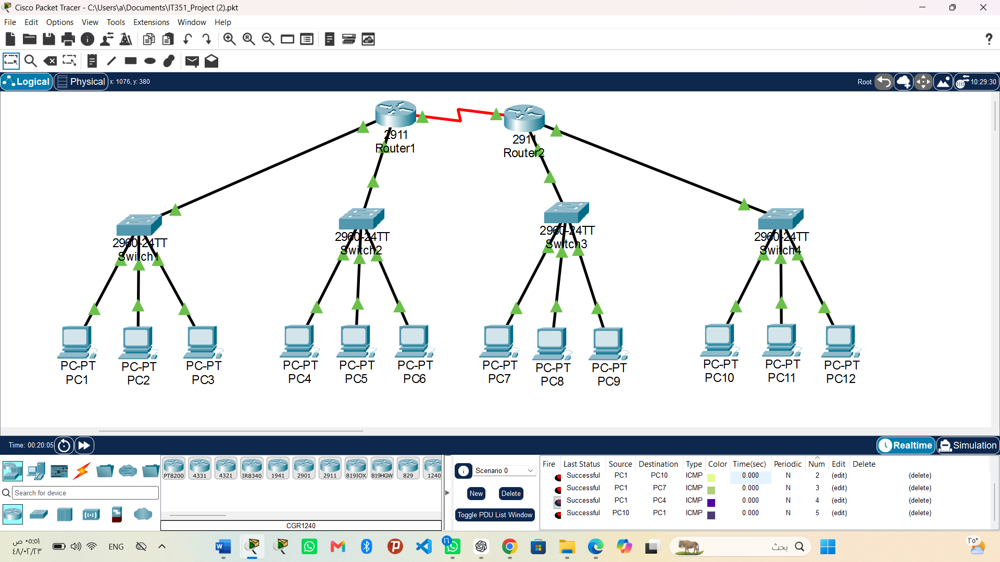 Cisco Packet Tracer - C:\Users\a\Documents\IT351_Project (2).pkt
File Edit Options View Tools Extensions Window Help
Logical Physical x: 1076, y: 380 Root 10:29:30
2911
Router1
2911
Router2
2960-24TT
Switch1
2960-24TT
Switch2
2960-24TT
Switch3
2960-24TT
Switch4
PC-PT
PC1
PC-PT
PC2
PC-PT
PC3
PC-PT
PC4
PC-PT
PC5
PC-PT
PC6
PC-PT
PC7
PC-PT
PC8
PC-PT
PC9
PC-PT
PC10
PC-PT
PC11
PC-PT
PC12
Time: 00:20:05 Realtime Simulation
PT8200 4331 4321 IR8340 1941 2901 2911 819IOX 819HGW 829 1240
Search for device
CGR1240
Scenario 0
New Delete
Toggle PDU List Window
Fire Last Status Source Destination Type Color Time(sec) Periodic Num Edit Delete
Successful PC1 PC10 ICMP 0.000 N 2 (edit) (delete)
Successful PC1 PC7 ICMP 0.000 N 3 (edit) (delete)
Successful PC1 PC4 ICMP 0.000 N 4 (edit) (delete)
Successful PC10 PC1 ICMP 0.000 N 5 (edit) (delete)
٠٥:٥١ ص
٤٨/٠٢/٢٣
ENG
١٦
بحث
٢٥°